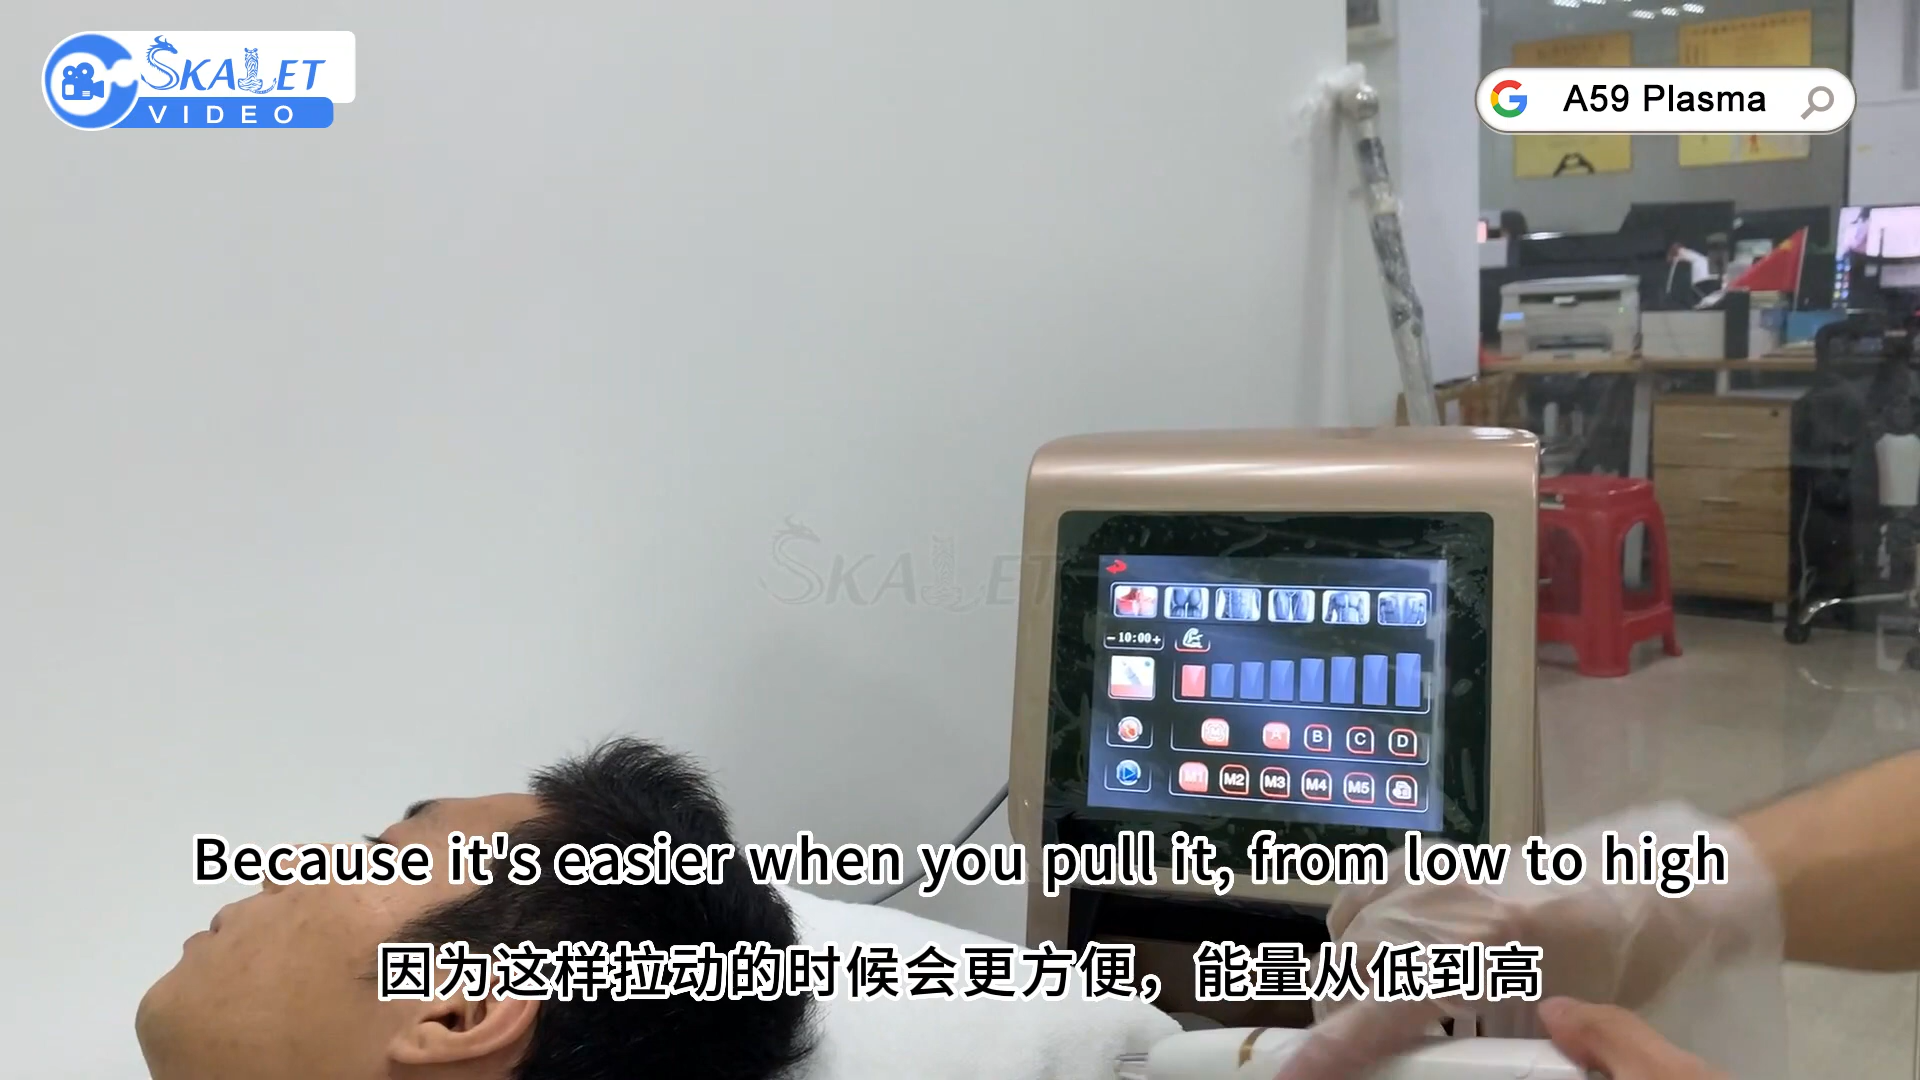 SKALET
VIDEO
A59 Plasma
SKALET
- 10:00 +
A B C D
M1 M2 M3 M4 M5
Because it's easier when you pull it, from low to high
因为这样拉动的时候会更方便，能量从低到高